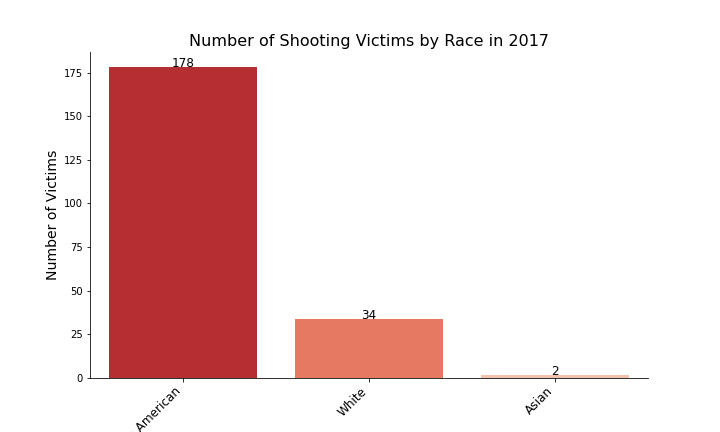 Number of Shooting Victims by Race in 2017
Number of Victims
175
150
125
100
75
50
25
0
178
34
2
American
White
Asian